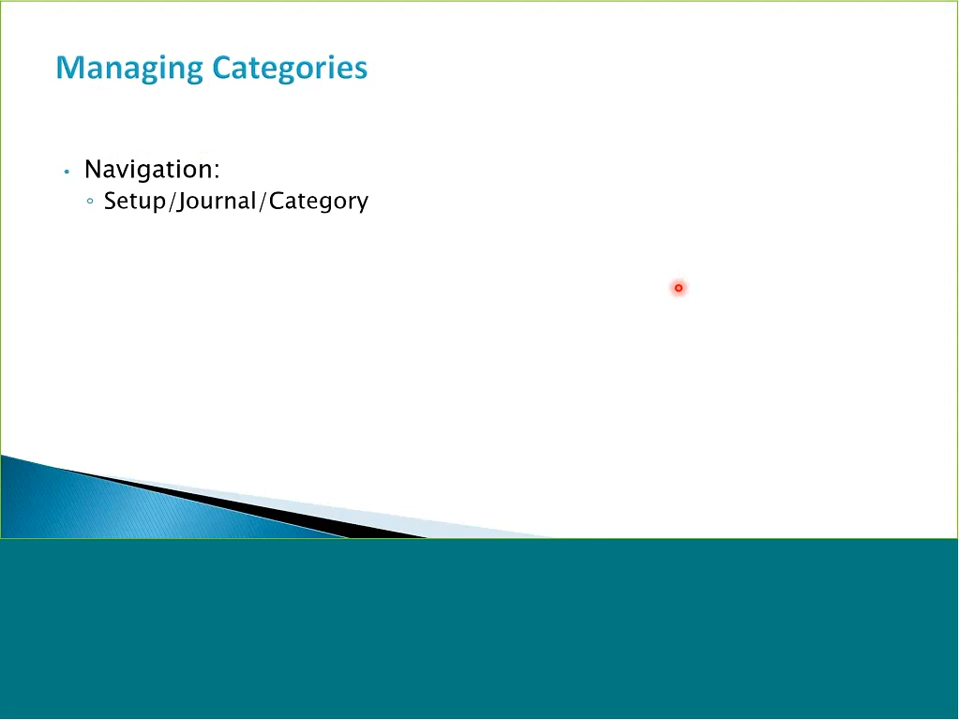 Managing Categories
• Navigation:
◦ Setup/Journal/Category